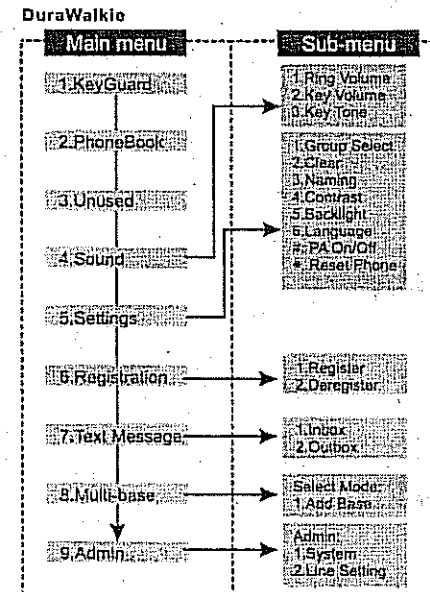 DuraWalkie
Main menu
Sub-menu
1.KeyGuard
2.PhoneBook
3.Unused
4.Sound
5.Settings
6.Registration
7.Text Message
8.Multi-base
9.Admin.
1.Ring Volume
2.Key Volume
3.Key Tone
1.Group Select
2.Clear
3.Naming
4.Contrast
5.Backlight
6.Language
#. PA On/Off
*. Reset Phone
1.Register
2.Deregister
1.Inbox
2.Outbox
Select Mode:
1.Add Base
Admin.
1.System
2.Line Setting